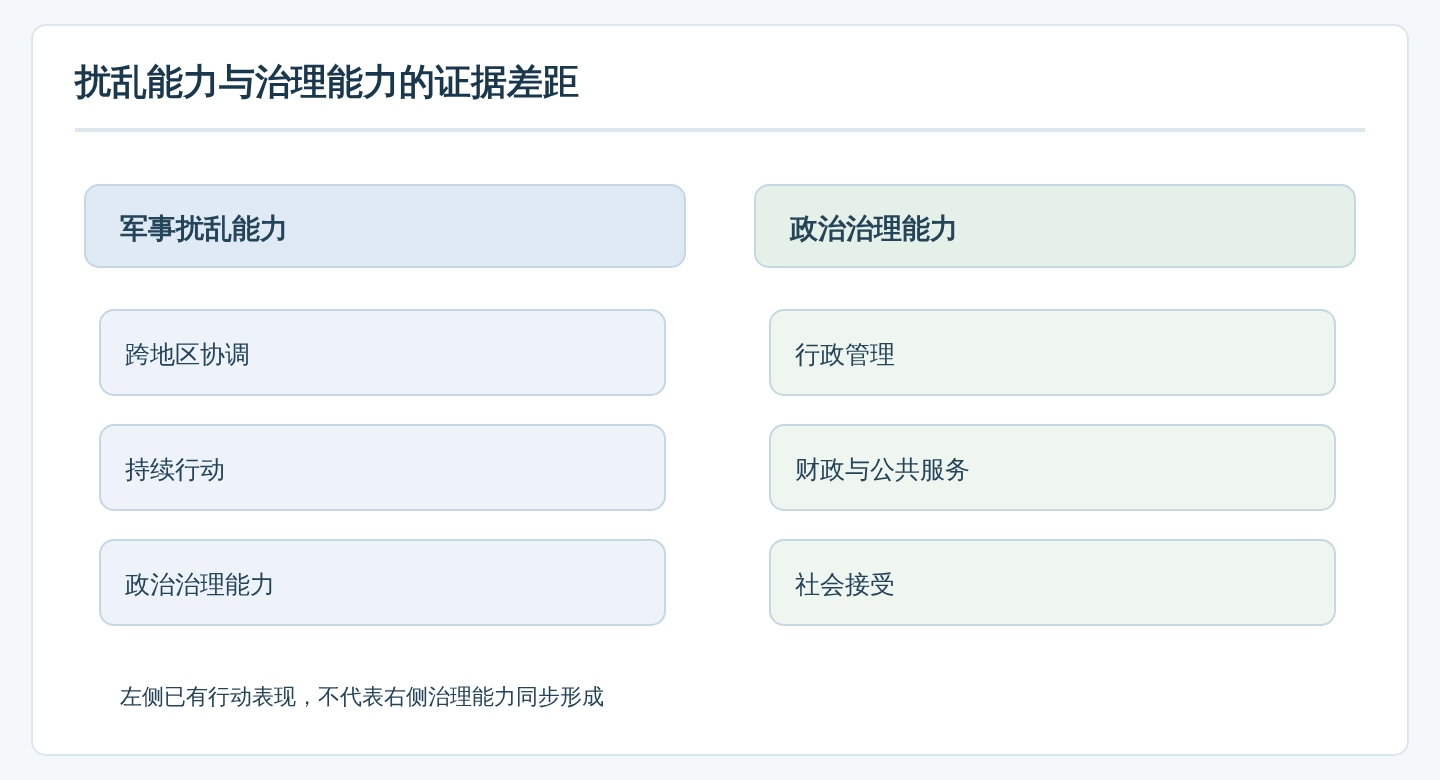 扰乱能力与治理能力的证据差距
军事扰乱能力
跨地区协调
持续行动
政治治理能力
政治治理能力
行政管理
财政与公共服务
社会接受
左侧已有行动表现，不代表右侧治理能力同步形成